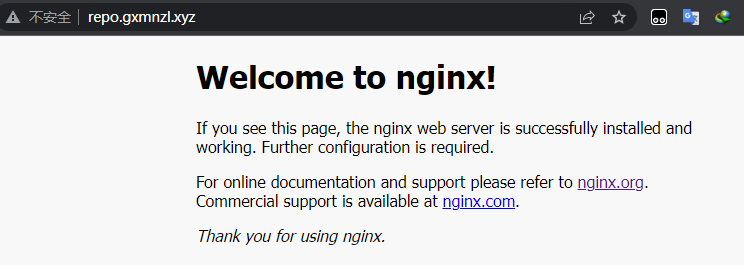 不安全 repo.gxmnzl.xyz
Welcome to nginx!
If you see this page, the nginx web server is successfully installed and
working. Further configuration is required.
For online documentation and support please refer to nginx.org.
Commercial support is available at nginx.com.
Thank you for using nginx.